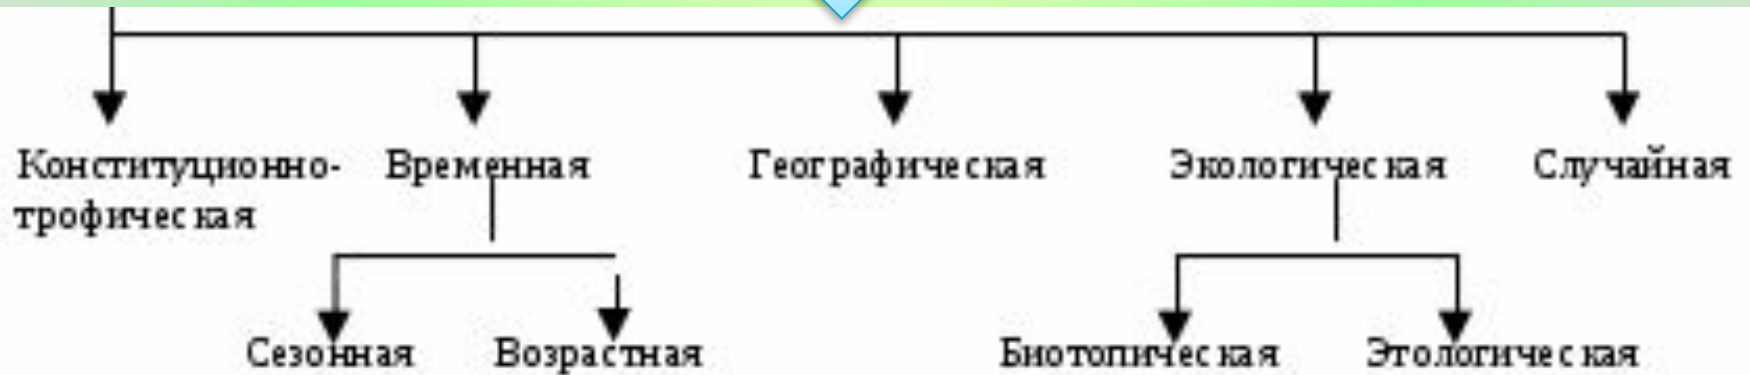 Конституционно-
трофическая
Временная
Географическая
Экологическая
Случайная
Сезонная
Возрастная
Биотопическая
Этологическая